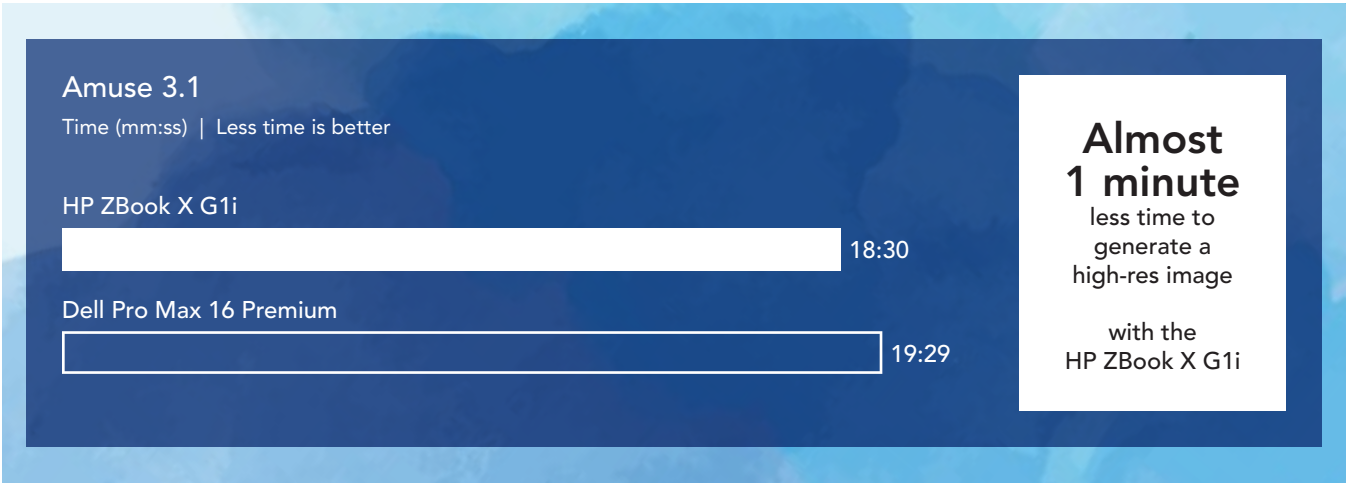 Amuse 3.1
Time (mm:ss) | Less time is better
HP ZBook X G1i
18:30
Dell Pro Max 16 Premium
19:29
Almost
1 minute
less time to
generate a
high-res image
with the
HP ZBook X G1i